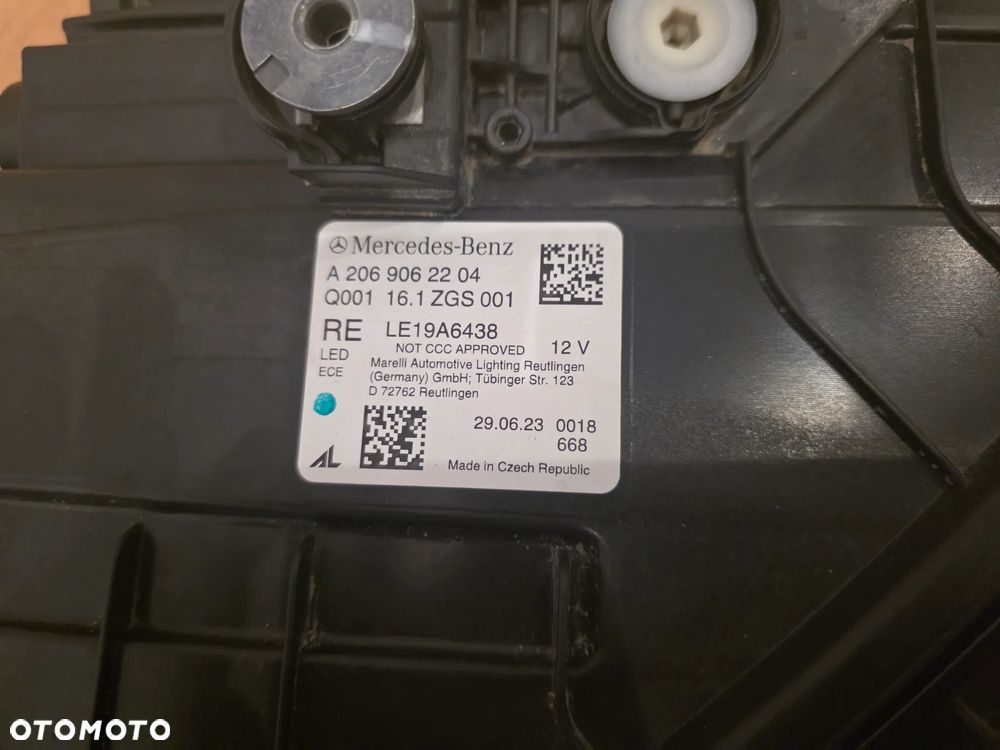 Mercedes-Benz
A 206 906 22 04
Q001 16.1 ZGS 001
RE LE19A6438
NOT CCC APPROVED 12 V
LED
ECE
Marelli Automotive Lighting Reutlingen
(Germany) GmbH; Tübinger Str. 123
D 72762 Reutlingen
29.06.23 0018
668
AL
Made in Czech Republic
OTOMOTO